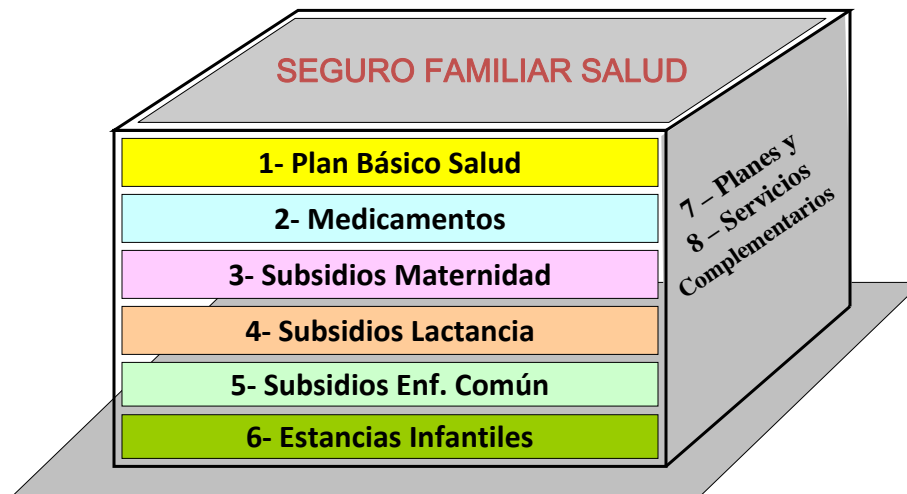 SEGURO FAMILIAR SALUD
1- Plan Básico Salud
2- Medicamentos
3- Subsidios Maternidad
4- Subsidios Lactancia
5- Subsidios Enf. Común
6- Estancias Infantiles
7 – Planes y
8 – Servicios
Complementarios